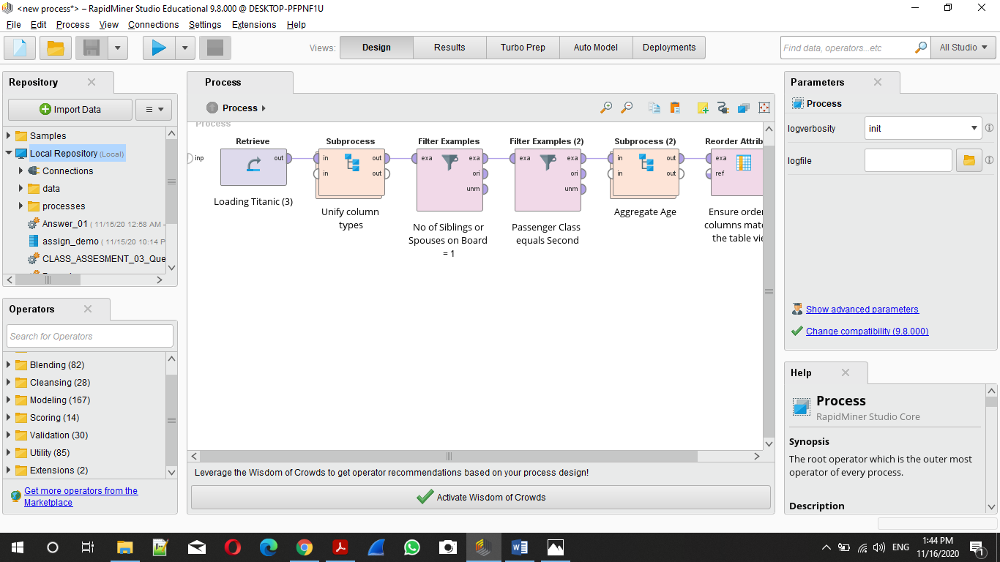 <new process*> – RapidMiner Studio Educational 9.8.000 @ DESKTOP-PFPNF1U
File Edit Process View Connections Settings Extensions Help
Views: Design Results Turbo Prep Auto Model Deployments
Find data, operators...etc
All Studio
Repository
Import Data
Samples
Local Repository (Local)
Connections
data
processes
Answer_01 ( 11/15/20 12:58 AM –
assign_demo ( 11/15/20 10:14 P
CLASS_ASSESMENT_03_Que
Operators
Search for Operators
Blending (82)
Cleansing (28)
Modeling (167)
Scoring (14)
Validation (30)
Utility (85)
Extensions (2)
Get more operators from the
Marketplace
Process
Process
Process
inp
Retrieve
out
Loading Titanic (3)
Subprocess
in out
in out
Unify column
types
Filter Examples
exa exa
ori
unm
No of Siblings or
Spouses on Board
= 1
Filter Examples (2)
exa exa
ori
unm
Passenger Class
equals Second
Subprocess (2)
in out
in out
Aggregate Age
Reorder Attrib
exa
ref
Ensure order
columns mat
the table vie
Leverage the Wisdom of Crowds to get operator recommendations based on your process design!
Activate Wisdom of Crowds
Parameters
Process
logverbosity init
logfile
Show advanced parameters
Change compatibility (9.8.000)
Help
Process
RapidMiner Studio Core
Synopsis
The root operator which is the outer most
operator of every process.
Description
ENG
1:44 PM
11/16/2020
1